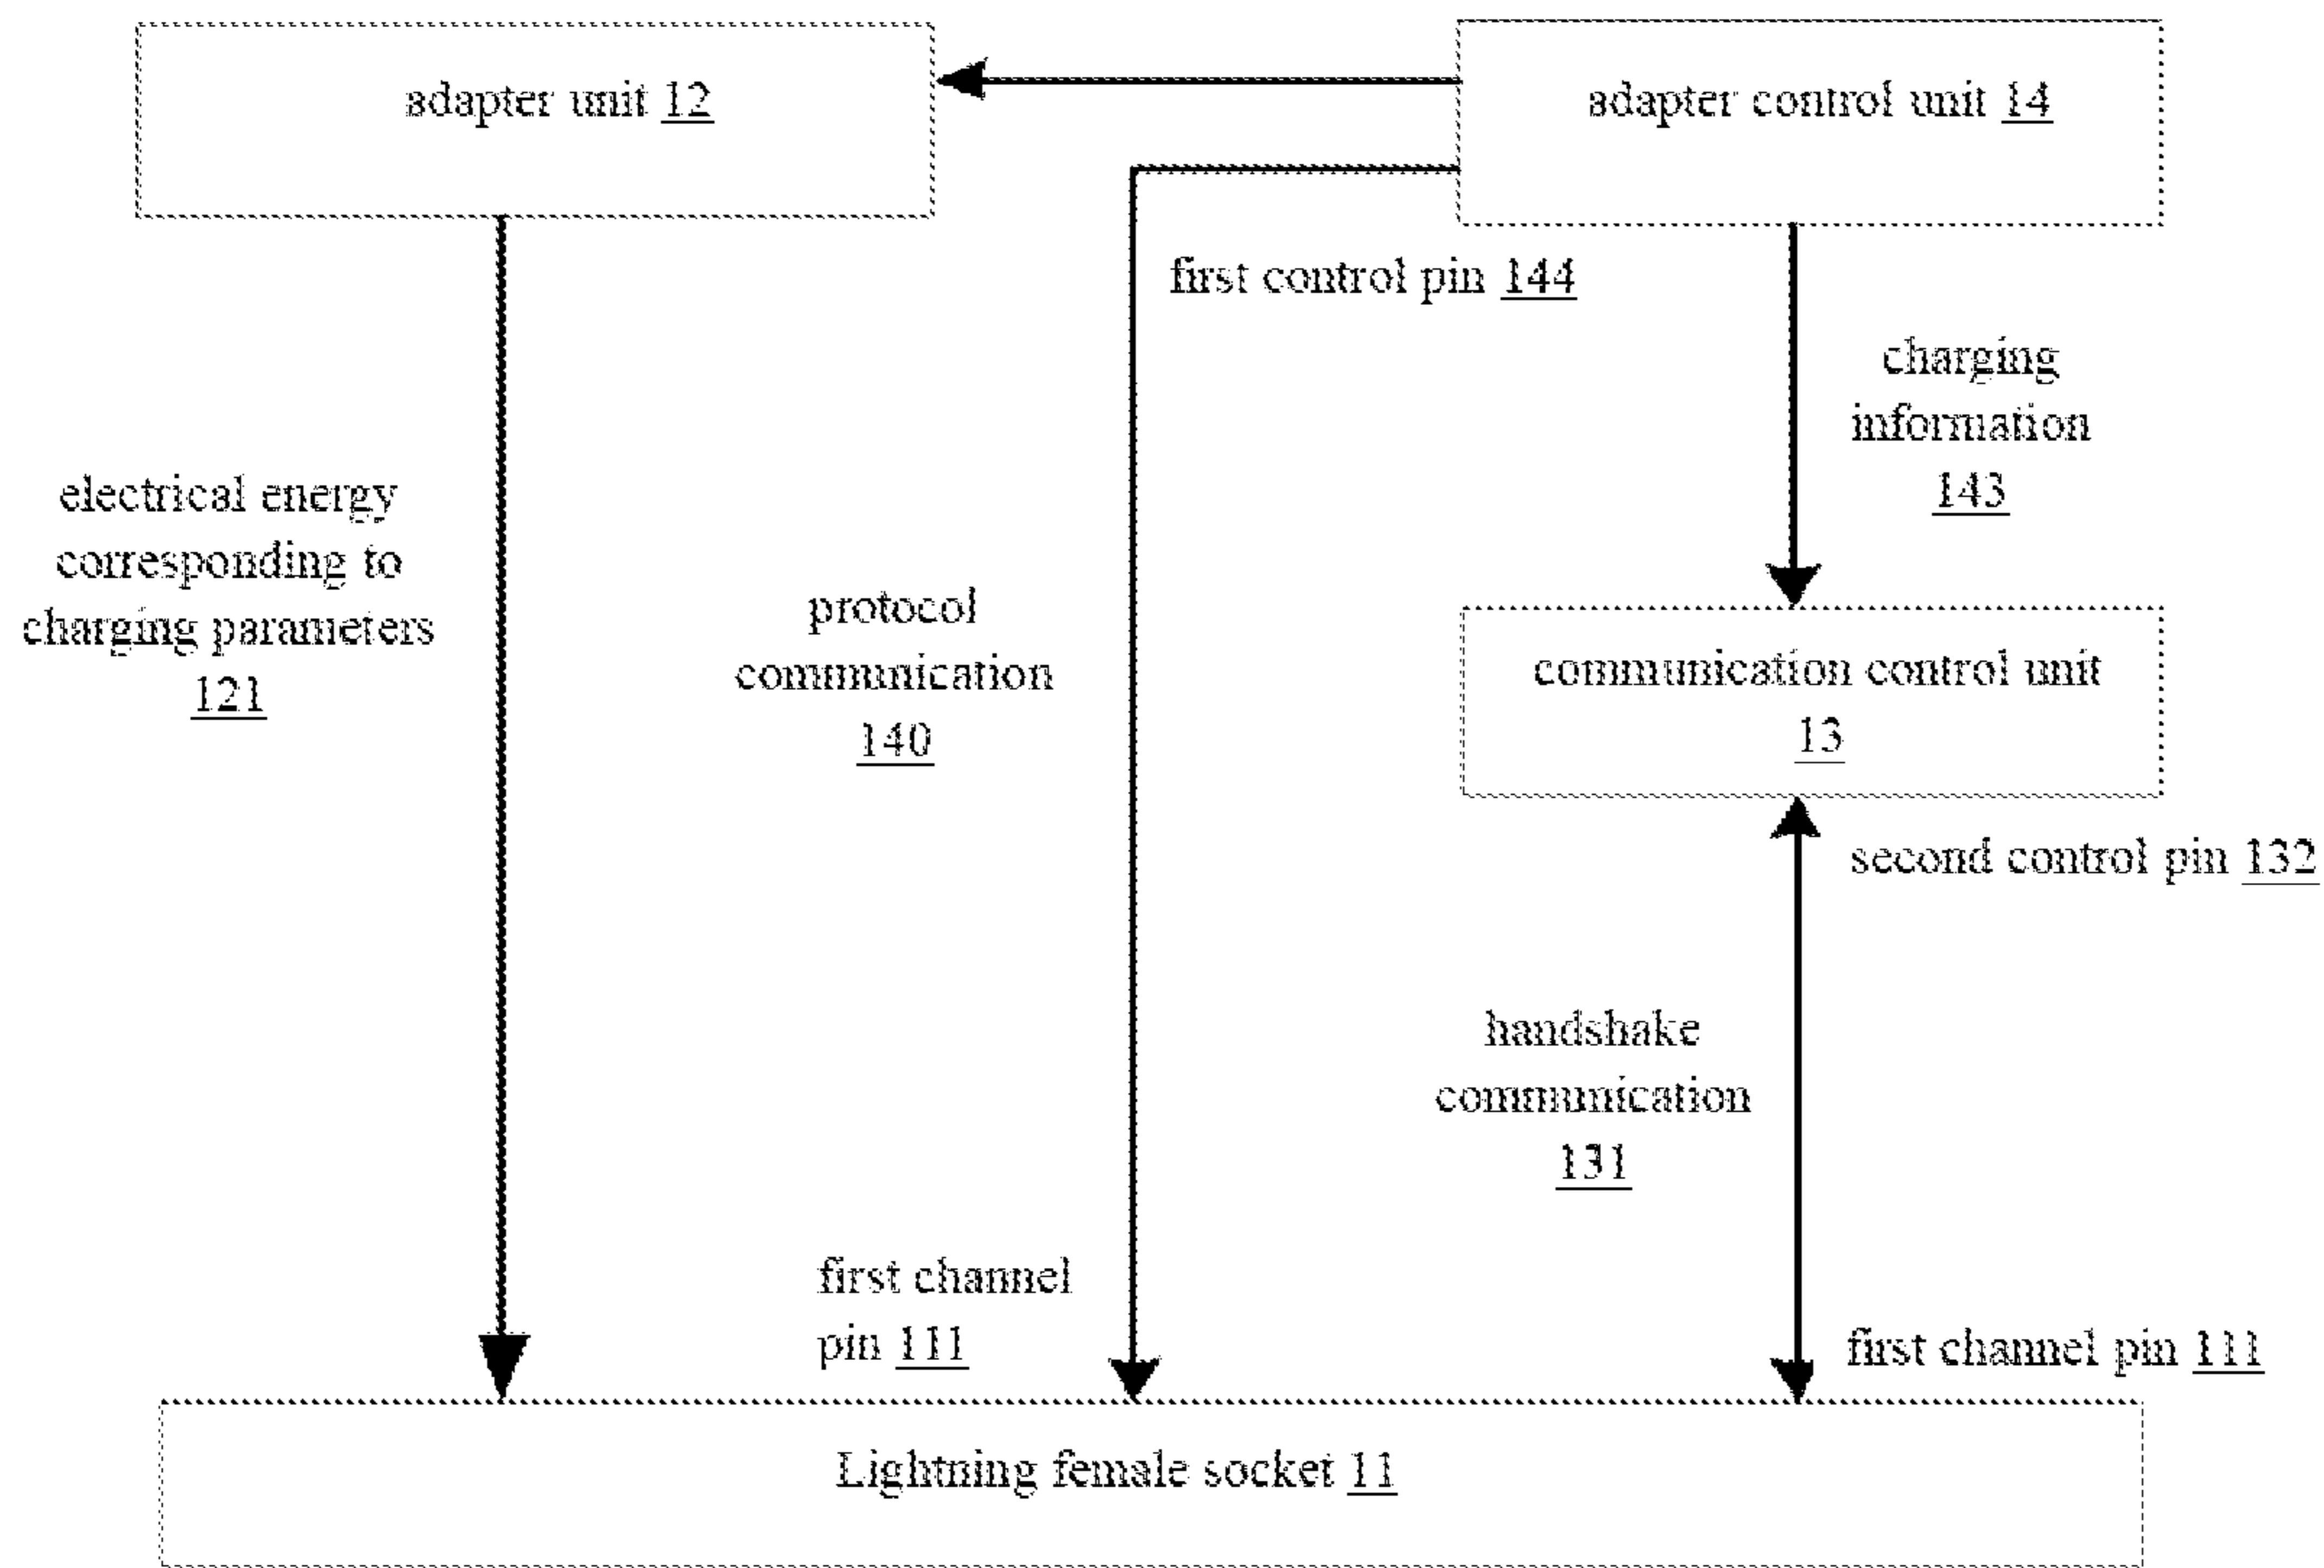 adapter unit 12
adapter control unit 14
first control pin 144
charging
information
143
electrical energy
corresponding to
charging parameters
121
protocol
communication
140
communication control unit
13
second control pin 132
handshake
communication
131
first channel
pin 111
first channel pin 111
Lightning female socket 11